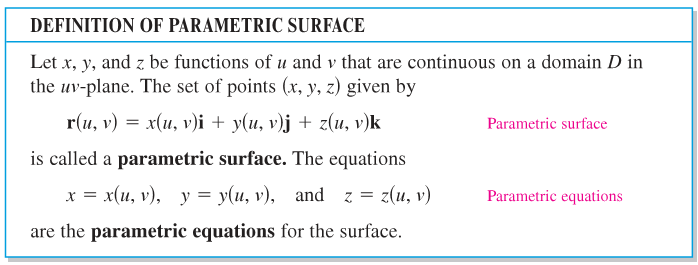 DEFINITION OF PARAMETRIC SURFACE
Let x, y, and z be functions of u and v that are continuous on a domain D in
the uv-plane. The set of points (x, y, z) given by
r(u, v) = x(u, v)i + y(u, v)j + z(u, v)k Parametric surface
is called a parametric surface. The equations
x = x(u, v), y = y(u, v), and z = z(u, v) Parametric equations
are the parametric equations for the surface.